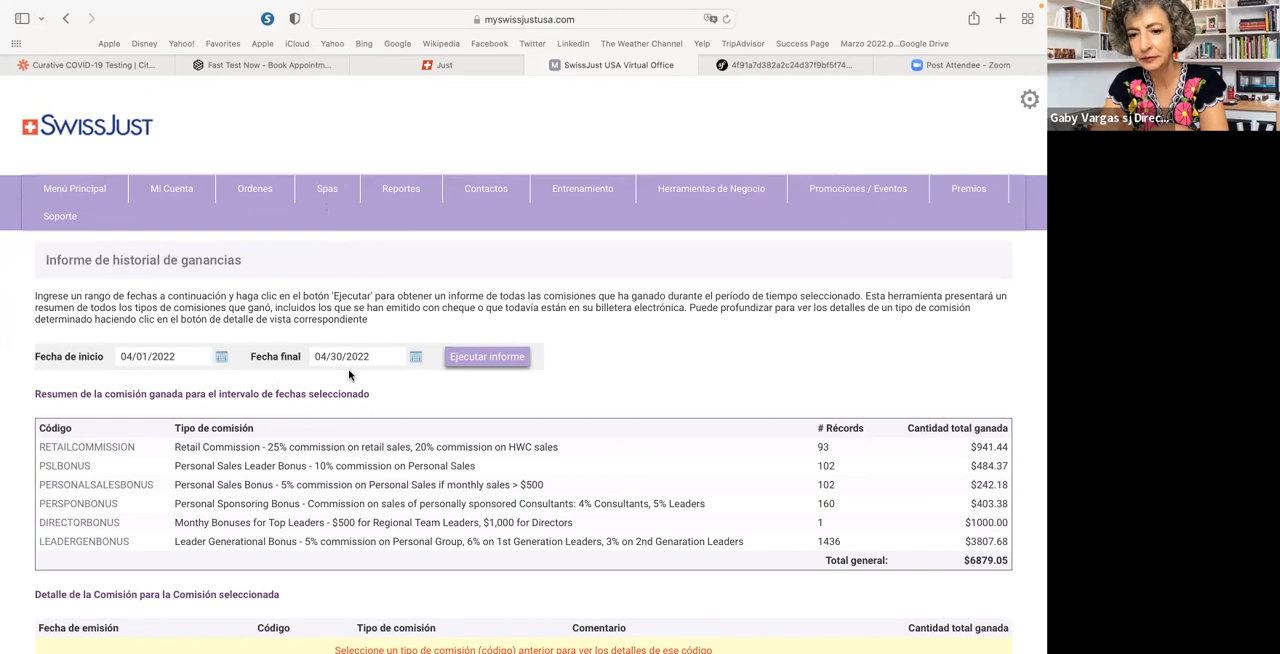 myswissjustusa.com
Apple Disney Yahoo! Favorites Apple iCloud Yahoo Bing Google Wikipedia Facebook Twitter LinkedIn The Weather Channel Yelp TripAdvisor Success Page Marzo 2022.p...Google Drive
Curative COVID-19 Testing | Cit... Fast Test Now - Book Appointm... Just SwissJust USA Virtual Office 4f91a7d382a2c24d37f9bf5f74... Post Attendee - Zoom
Gaby Vargas sj Direc...
SWISSJUST
Menú Principal Mi Cuenta Ordenes Spas Reportes Contactos Entrenamiento Herramientas de Negocio Promociones / Eventos Premios
Soporte
Informe de historial de ganancias
Ingrese un rango de fechas a continuación y haga clic en el botón 'Ejecutar' para obtener un informe de todas las comisiones que ha ganado durante el período de tiempo seleccionado. Esta herramienta presentará un
resumen de todos los tipos de comisiones que ganó, incluidos los que se han emitido con cheque o que todavía están en su billetera electrónica. Puede profundizar para ver los detalles de un tipo de comisión
determinado haciendo clic en el botón de detalle de vista correspondiente
Fecha de inicio 04/01/2022 Fecha final 04/30/2022 Ejecutar informe
Resumen de la comisión ganada para el intervalo de fechas seleccionado
Código Tipo de comisión # Récords Cantidad total ganada
RETAILCOMMISSION Retail Commission - 25% commission on retail sales, 20% commission on HWC sales 93 $941.44
PSLBONUS Personal Sales Leader Bonus - 10% commission on Personal Sales 102 $484.37
PERSONALSALESBONUS Personal Sales Bonus - 5% commission on Personal Sales if monthly sales > $500 102 $242.18
PERSPONBONUS Personal Sponsoring Bonus - Commission on sales of personally sponsored Consultants: 4% Consultants, 5% Leaders 160 $403.38
DIRECTORBONUS Monthy Bonuses for Top Leaders - $500 for Regional Team Leaders, $1,000 for Directors 1 $1000.00
LEADERGENBONUS Leader Generational Bonus - 5% commission on Personal Group, 6% on 1st Generation Leaders, 3% on 2nd Genaration Leaders 1436 $3807.68
Total general: $6879.05
Detalle de la Comisión para la Comisión seleccionada
Fecha de emisión Código Tipo de comisión Comentario Cantidad total ganada
Seleccione un tipo de comisión (código) anterior para ver los detalles de ese código